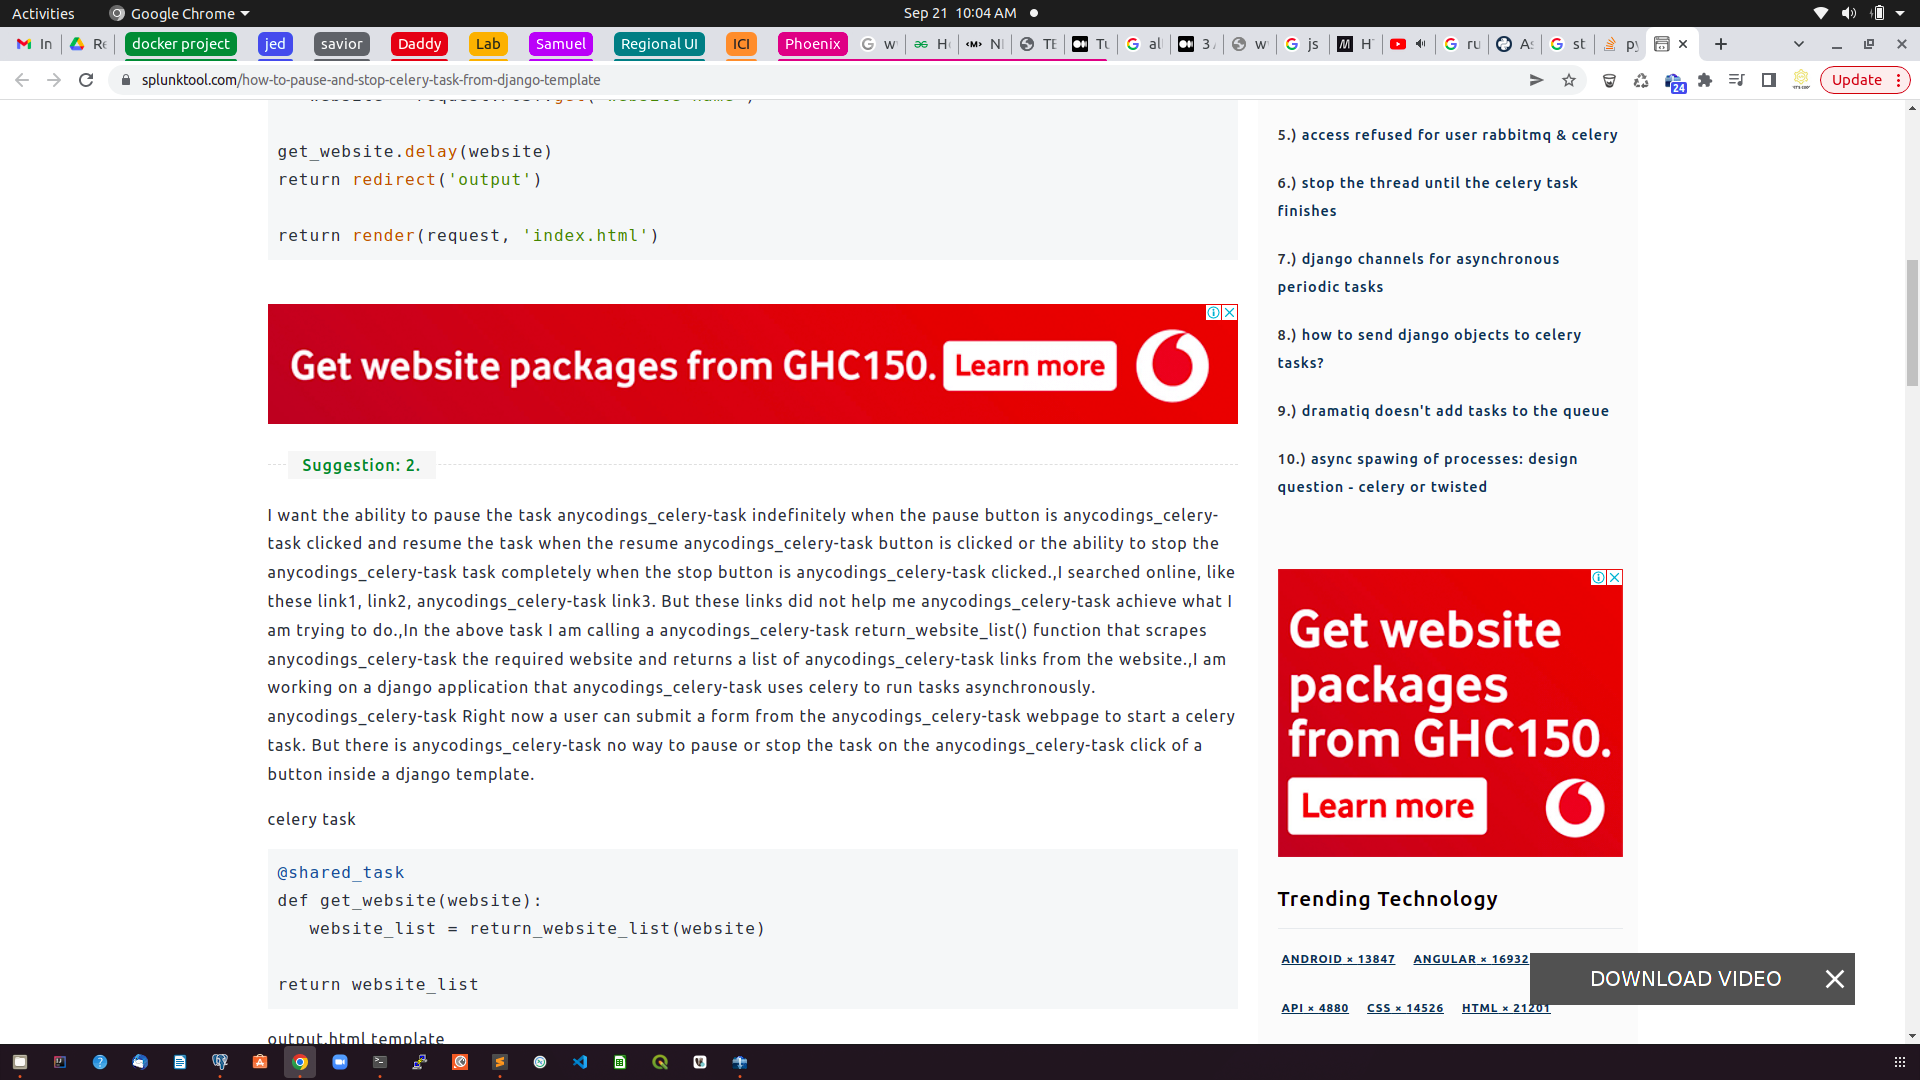 Activities
Google Chrome
Sep 21 10:04 AM
In
Re
docker project
jed
savior
Daddy
Lab
Samuel
Regional UI
ICI
Phoenix
splunktool.com/how-to-pause-and-stop-celery-task-from-django-template
24
Update
get_website.delay(website)
return redirect('output')
return render(request, 'index.html')
Get website packages from GHC150. Learn more
Suggestion: 2.
I want the ability to pause the task anycodings_celery-task indefinitely when the pause button is anycodings_celery-
task clicked and resume the task when the resume anycodings_celery-task button is clicked or the ability to stop the
anycodings_celery-task task completely when the stop button is anycodings_celery-task clicked.,I searched online, like
these link1, link2, anycodings_celery-task link3. But these links did not help me anycodings_celery-task achieve what I
am trying to do.,In the above task I am calling a anycodings_celery-task return_website_list() function that scrapes
anycodings_celery-task the required website and returns a list of anycodings_celery-task links from the website.,I am
working on a django application that anycodings_celery-task uses celery to run tasks asynchronously.
anycodings_celery-task Right now a user can submit a form from the anycodings_celery-task webpage to start a celery
task. But there is anycodings_celery-task no way to pause or stop the task on the anycodings_celery-task click of a
button inside a django template.
celery task
@shared_task
def get_website(website):
website_list = return_website_list(website)
return website_list
output.html template
5.) access refused for user rabbitmq & celery
6.) stop the thread until the celery task
finishes
7.) django channels for asynchronous
periodic tasks
8.) how to send django objects to celery
tasks?
9.) dramatiq doesn't add tasks to the queue
10.) async spawing of processes: design
question - celery or twisted
Get website
packages
from GHC150.
Learn more
Trending Technology
ANDROID × 13847 ANGULAR × 16932
API × 4880 CSS × 14526 HTML × 21201
DOWNLOAD VIDEO